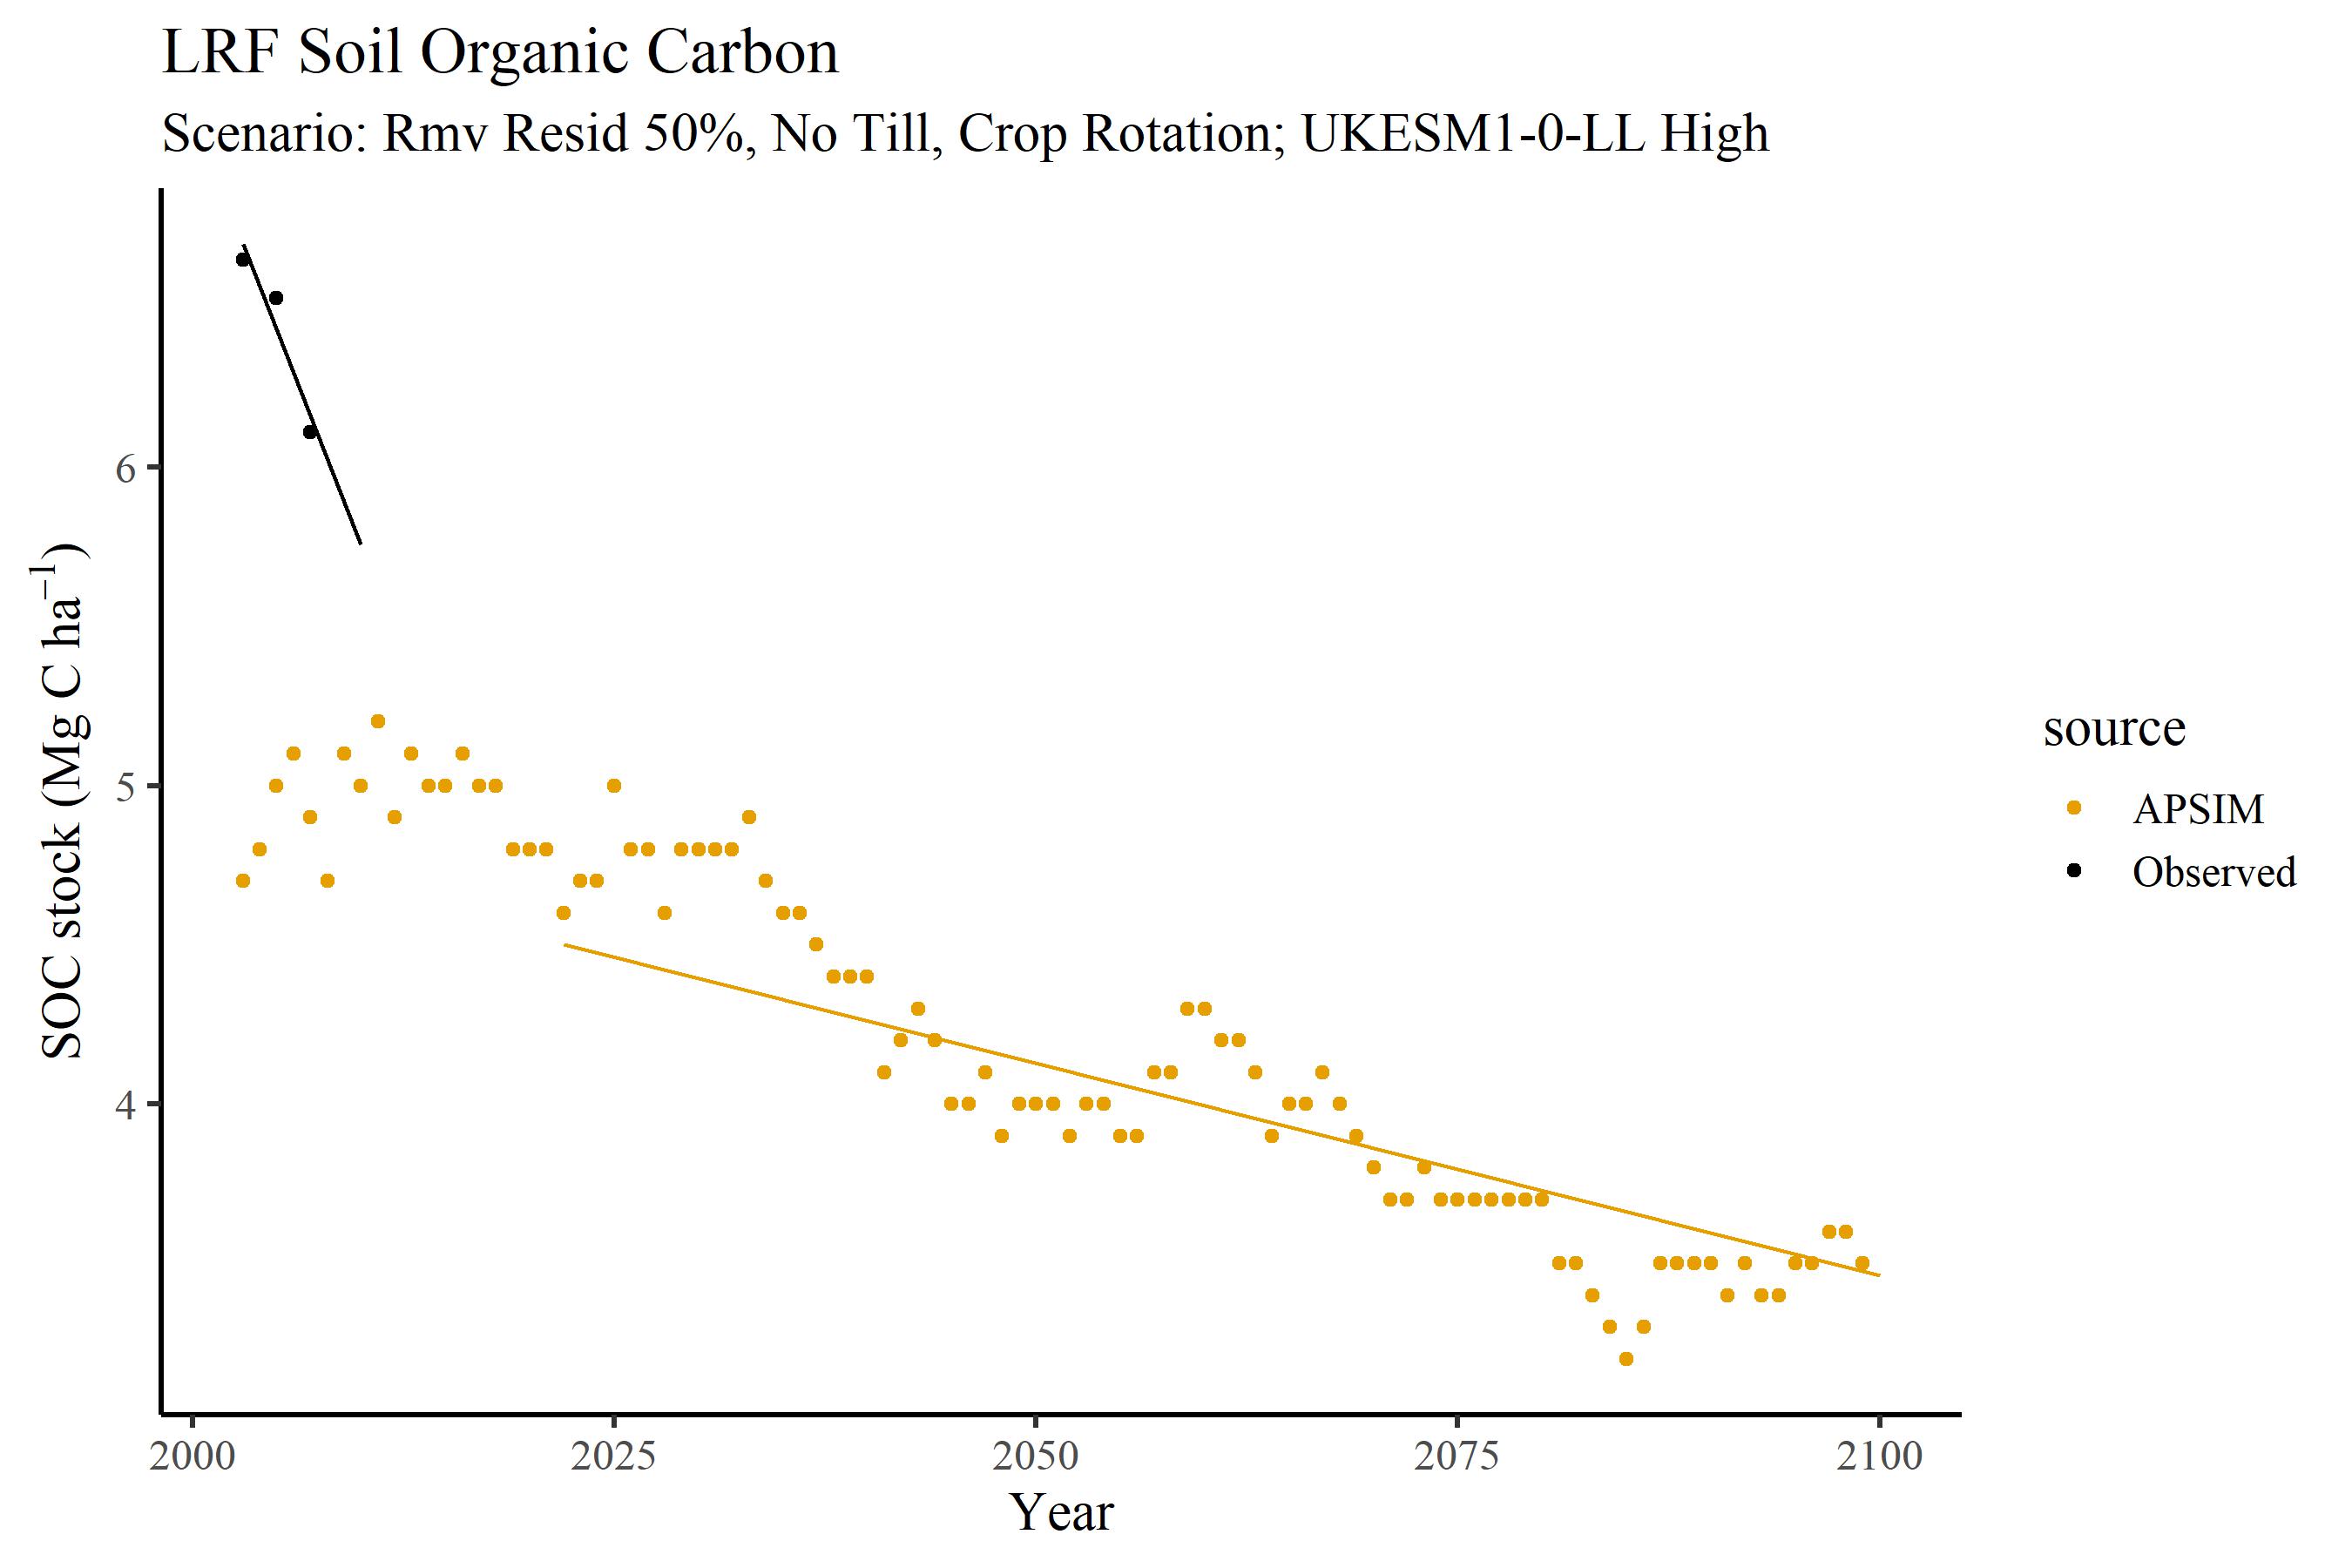 LRF Soil Organic Carbon
Scenario: Rmv Resid 50%, No Till, Crop Rotation; UKESM1-0-LL High
SOC stock (Mg C ha⁻¹)
6
5
4
2000 2025 2050 2075 2100
Year
source
APSIM
Observed